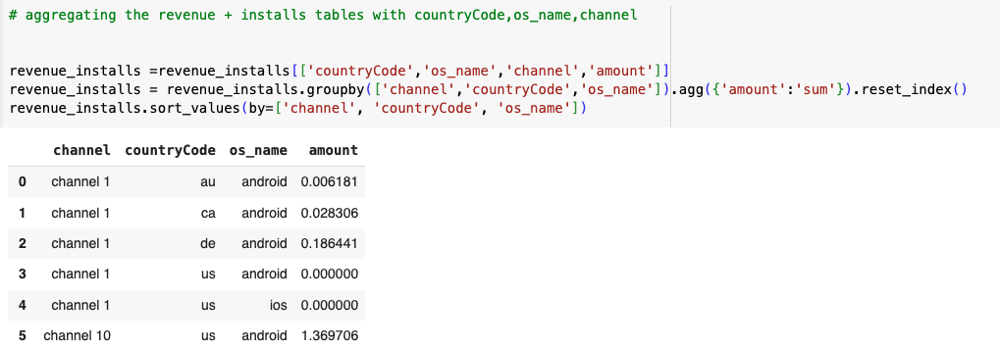 # aggregating the revenue + installs tables with countryCode,os_name,channel
revenue_installs =revenue_installs[['countryCode','os_name','channel','amount']]
revenue_installs = revenue_installs.groupby(['channel','countryCode','os_name']).agg({'amount':'sum'}).reset_index()
revenue_installs.sort_values(by=['channel', 'countryCode', 'os_name'])
channel countryCode os_name amount
0 channel 1 au android 0.006181
1 channel 1 ca android 0.028306
2 channel 1 de android 0.186441
3 channel 1 us android 0.000000
4 channel 1 us ios 0.000000
5 channel 10 us android 1.369706